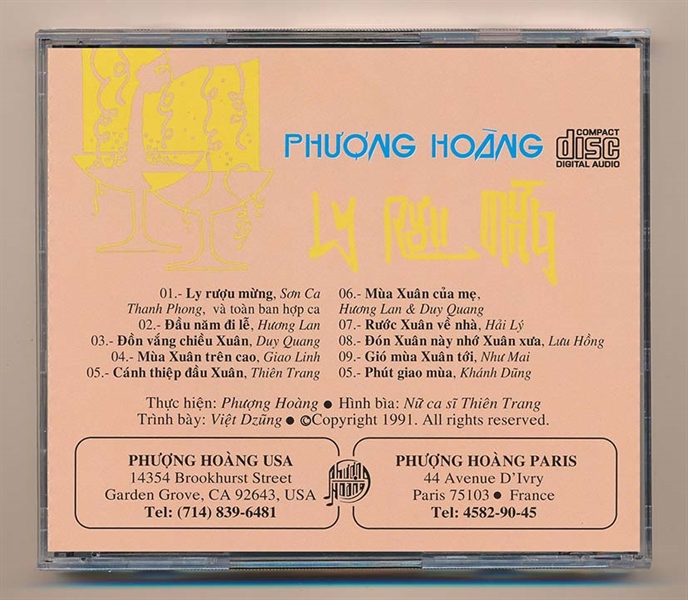 PHƯỢNG HOÀNG
COMPACT
disc
DIGITAL AUDIO
Ly Rượu Mừng
01.- Ly rượu mừng, Sơn Ca
Thanh Phong, và toàn ban hợp ca
02.- Đầu năm đi lễ, Hương Lan
03.- Đồn vắng chiều Xuân, Duy Quang
04.- Mùa Xuân trên cao, Giao Linh
05.- Cánh thiệp đầu Xuân, Thiên Trang
06.- Mùa Xuân của mẹ,
Hương Lan & Duy Quang
07.- Rước Xuân về nhà, Hải Lý
08.- Đón Xuân này nhớ Xuân xưa, Lưu Hồng
09.- Gió mùa Xuân tới, Như Mai
05.- Phút giao mùa, Khánh Dũng
Thực hiện: Phượng Hoàng ● Hình bìa: Nữ ca sĩ Thiên Trang
Trình bày: Việt Dzũng ● ©Copyright 1991. All rights reserved.
PHƯỢNG HOÀNG USA
14354 Brookhurst Street
Garden Grove, CA 92643, USA
Tel: (714) 839-6481
Phượng
Hoàng
PHƯỢNG HOÀNG PARIS
44 Avenue D'Ivry
Paris 75103 ● France
Tel: 4582-90-45